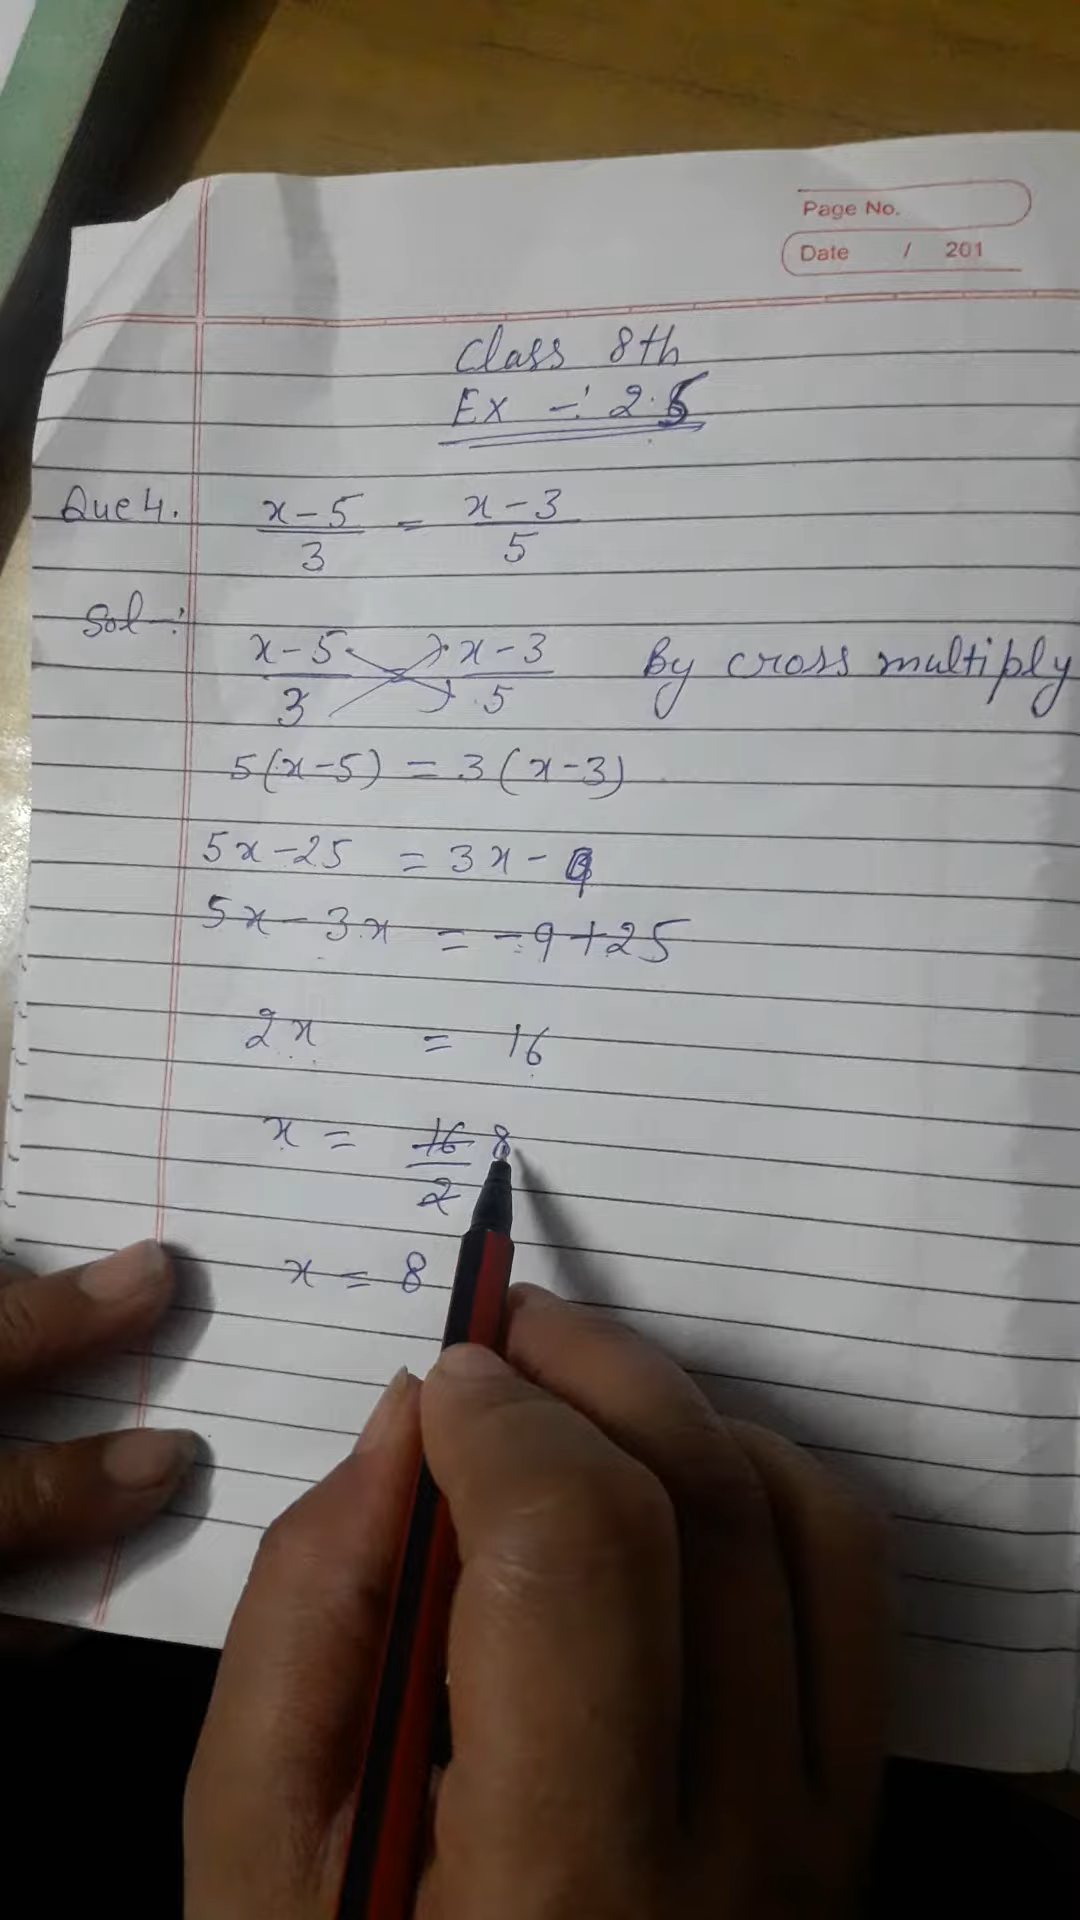 Page No.
Date / 201
Class 8th
Ex -: 2.5
Que 4. x-5/3 = x-3/5
Sol -:
x-5/3 x-3/5 By cross multiply
5(x-5) = 3(x-3)
5x-25 = 3x-9
5x-3x = -9+25
2x = 16
x = 16/2 8
x = 8